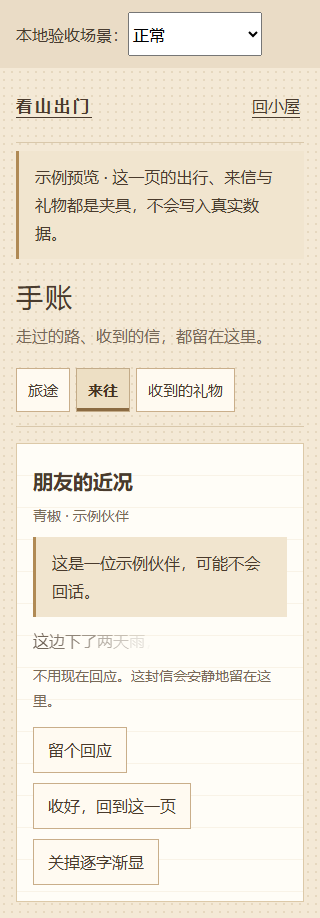 本地验收场景：
正常
看山出门
回小屋
示例预览 · 这一页的出行、来信与
礼物都是夹具，不会写入真实数
据。
手账
走过的路、收到的信，都留在这里。
旅途
来往
收到的礼物
朋友的近况
青椒 · 示例伙伴
这是一位示例伙伴，可能不会
回话。
这边下了两天雨
不用现在回应。这封信会安静地留在这
里。
留个回应
收好，回到这一页
关掉逐字渐显